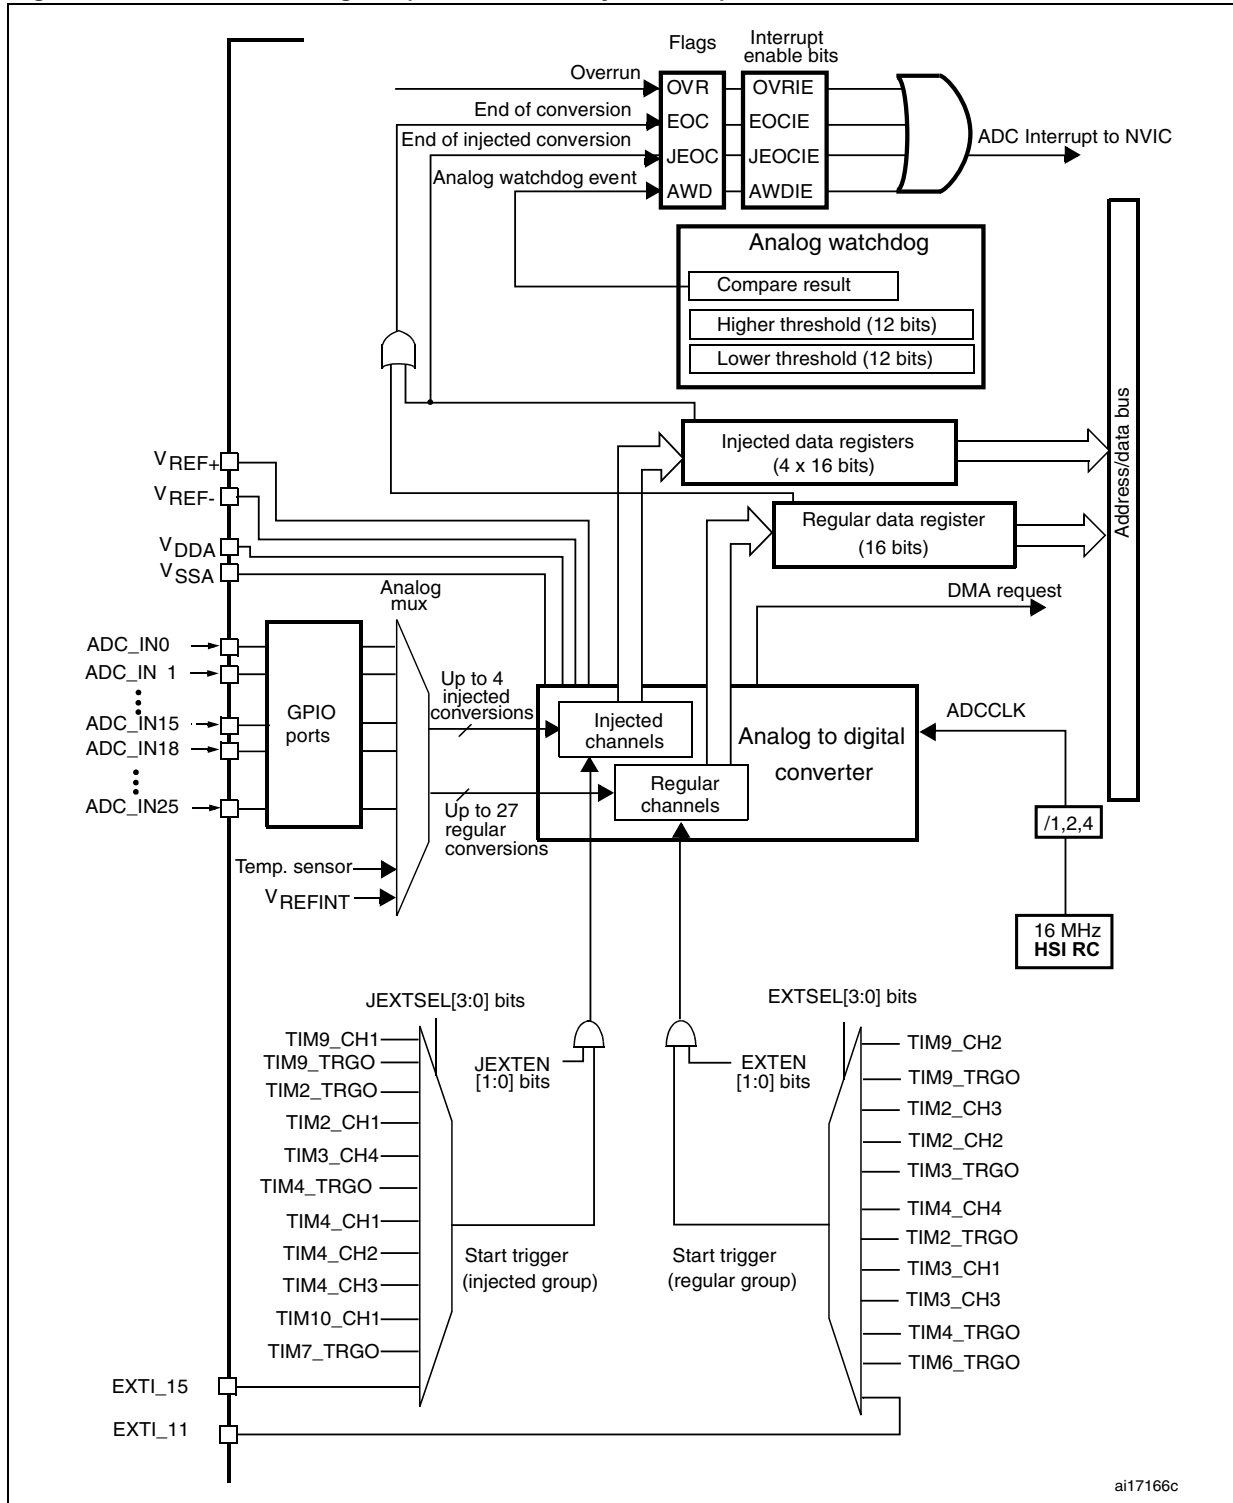 Flags
Interrupt
enable bits
Overrun
OVR
OVRIE
End of conversion
EOC
EOCIE
End of injected conversion
JEOC
JEOCIE
ADC Interrupt to NVIC
Analog watchdog event
AWD
AWDIE
Analog watchdog
Compare result
Higher threshold (12 bits)
Lower threshold (12 bits)
Address/data bus
Injected data registers
(4 x 16 bits)
VREF+
VREF-
Regular data register
(16 bits)
VDDA
VSSA
DMA request
Analog
mux
ADC_IN0
ADC_IN 1
ADC_IN15
ADC_IN18
ADC_IN25
GPIO
ports
Up to 4
injected
conversions
Injected
channels
Analog to digital
converter
ADCCLK
Regular
channels
Up to 27
regular
conversions
/1,2,4
Temp. sensor
VREFINT
16 MHz
HSI RC
JEXTSEL[3:0] bits
EXTSEL[3:0] bits
TIM9_CH1
TIM9_TRGO
TIM2_TRGO
TIM2_CH1
TIM3_CH4
TIM4_TRGO
TIM4_CH1
TIM4_CH2
TIM4_CH3
TIM10_CH1
TIM7_TRGO
JEXTEN
[1:0] bits
EXTEN
[1:0] bits
TIM9_CH2
TIM9_TRGO
TIM2_CH3
TIM2_CH2
TIM3_TRGO
TIM4_CH4
TIM2_TRGO
TIM3_CH1
TIM3_CH3
TIM4_TRGO
TIM6_TRGO
Start trigger
(injected group)
Start trigger
(regular group)
EXTI_15
EXTI_11
ai17166c